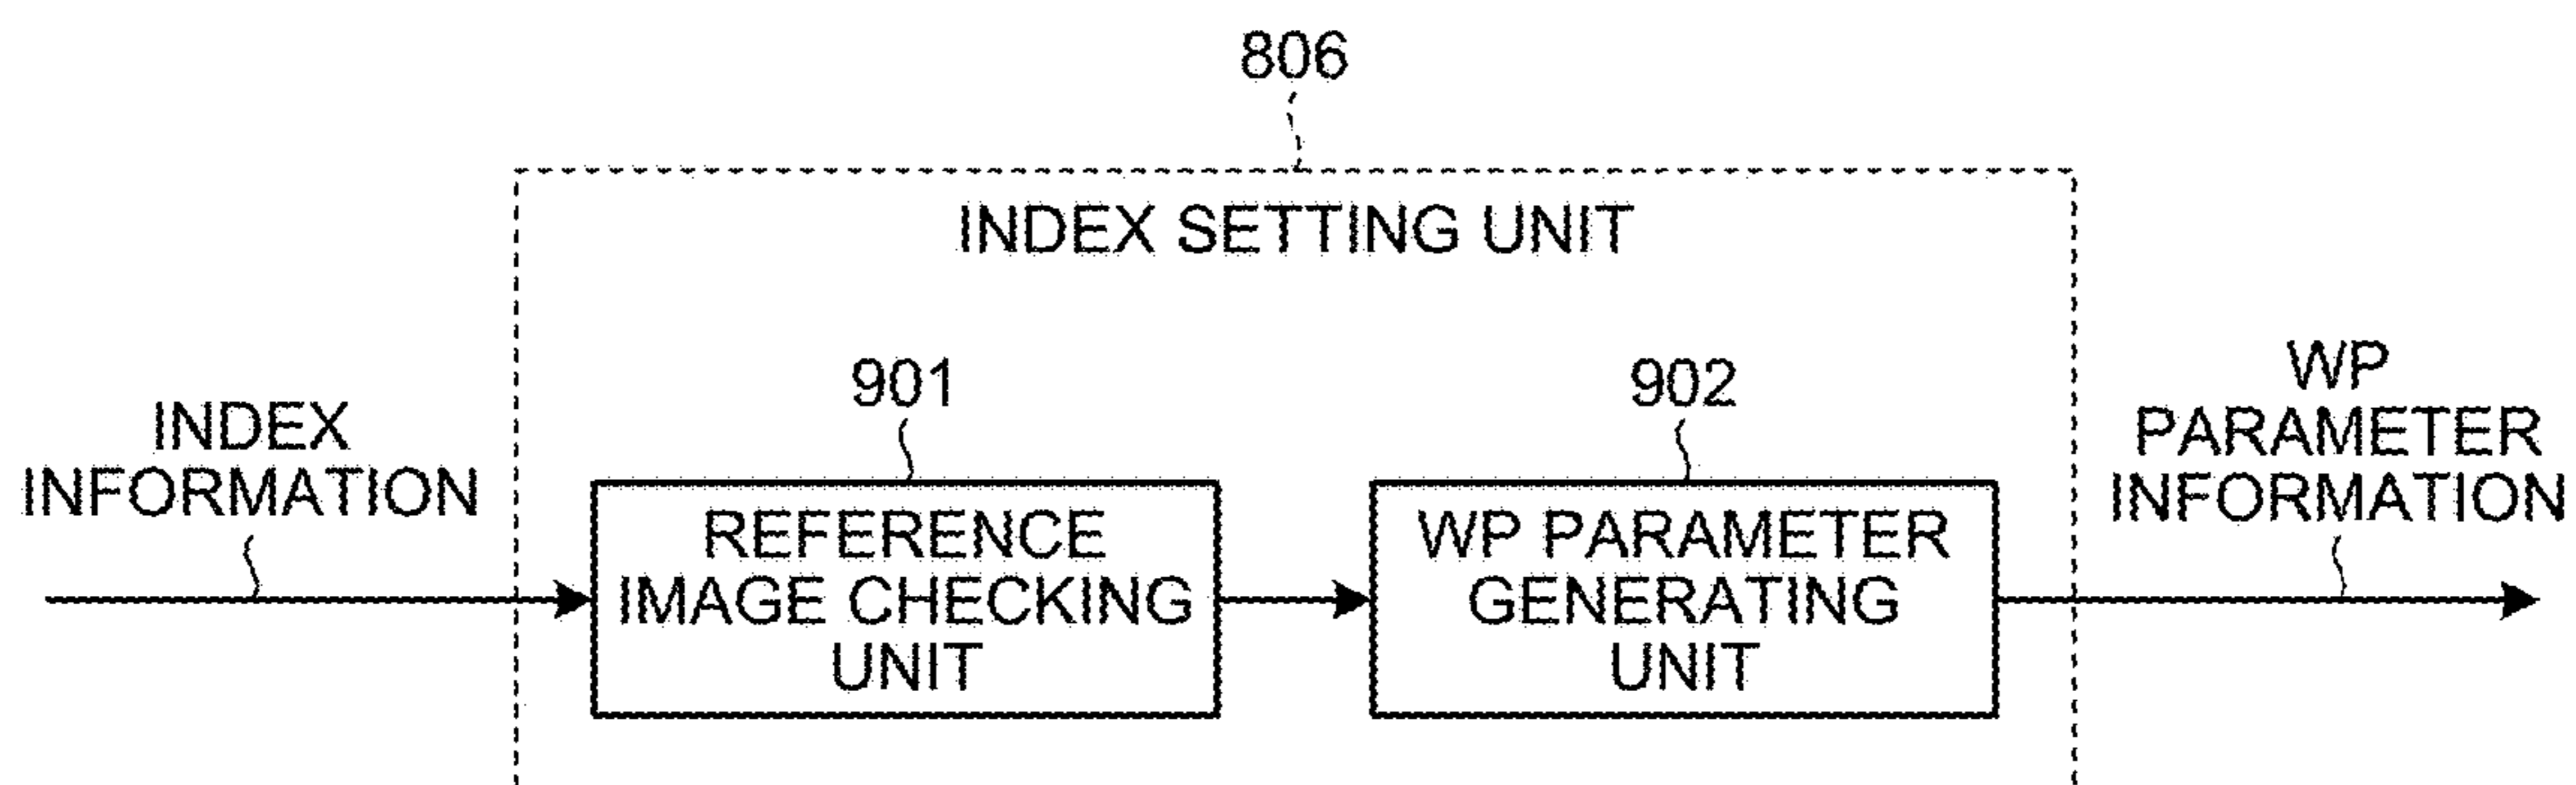 806
INDEX SETTING UNIT
901
902
WP
PARAMETER
INFORMATION
INDEX
INFORMATION
REFERENCE
IMAGE CHECKING
UNIT
WP PARAMETER
GENERATING
UNIT